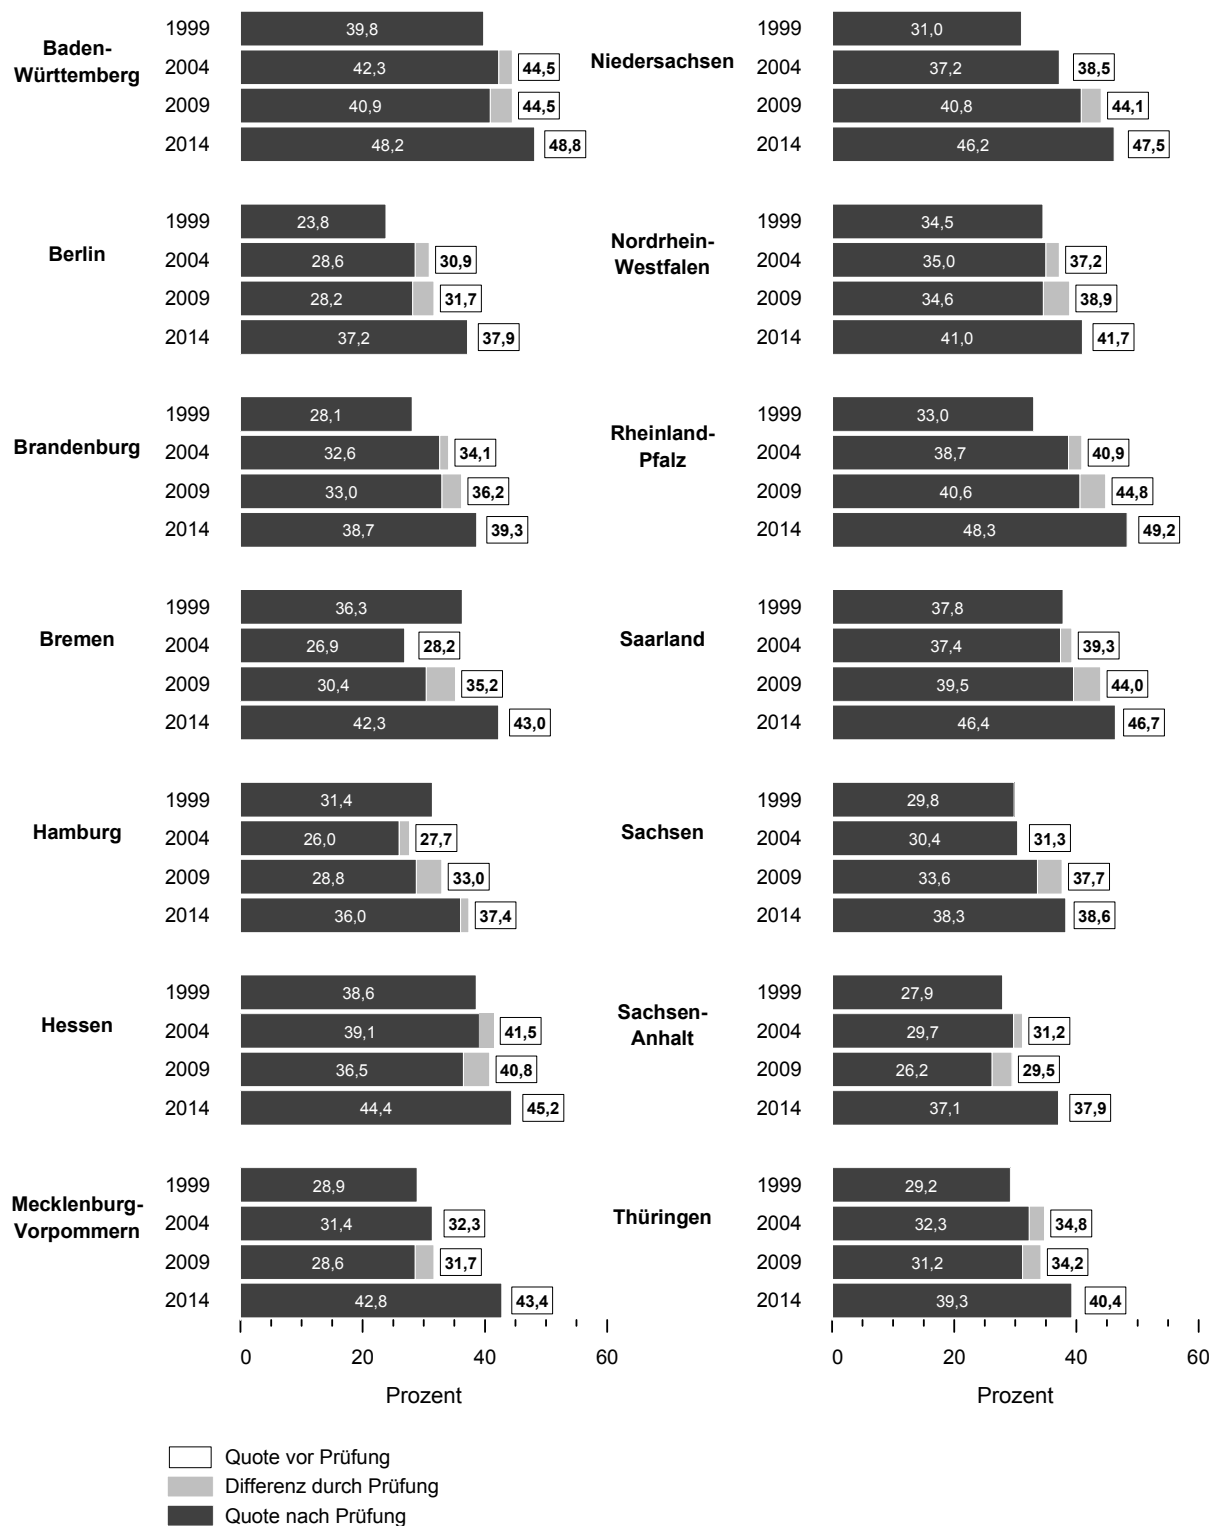 Baden-
Württemberg
1999 39,8
2004 42,3 44,5
2009 40,9 44,5
2014 48,2 48,8
Berlin
1999 23,8
2004 28,6 30,9
2009 28,2 31,7
2014 37,2 37,9
Brandenburg
1999 28,1
2004 32,6 34,1
2009 33,0 36,2
2014 38,7 39,3
Bremen
1999 36,3
2004 26,9 28,2
2009 30,4 35,2
2014 42,3 43,0
Hamburg
1999 31,4
2004 26,0 27,7
2009 28,8 33,0
2014 36,0 37,4
Hessen
1999 38,6
2004 39,1 41,5
2009 36,5 40,8
2014 44,4 45,2
Mecklenburg-
Vorpommern
1999 28,9
2004 31,4 32,3
2009 28,6 31,7
2014 42,8 43,4
0 20 40 60
Prozent
Niedersachsen
1999 31,0
2004 37,2 38,5
2009 40,8 44,1
2014 46,2 47,5
Nordrhein-
Westfalen
1999 34,5
2004 35,0 37,2
2009 34,6 38,9
2014 41,0 41,7
Rheinland-
Pfalz
1999 33,0
2004 38,7 40,9
2009 40,6 44,8
2014 48,3 49,2
Saarland
1999 37,8
2004 37,4 39,3
2009 39,5 44,0
2014 46,4 46,7
Sachsen
1999 29,8
2004 30,4 31,3
2009 33,6 37,7
2014 38,3 38,6
Sachsen-
Anhalt
1999 27,9
2004 29,7 31,2
2009 26,2 29,5
2014 37,1 37,9
Thüringen
1999 29,2
2004 32,3 34,8
2009 31,2 34,2
2014 39,3 40,4
0 20 40 60
Prozent
Quote vor Prüfung
Differenz durch Prüfung
Quote nach Prüfung